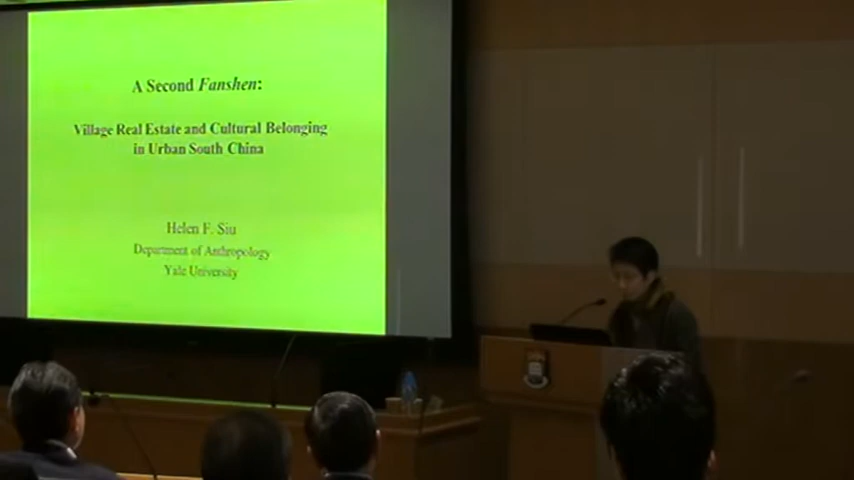 A Second Fanshen:
Village Real Estate and Cultural Belonging
in Urban South China
Helen F. Siu
Department of Anthropology
Yale University